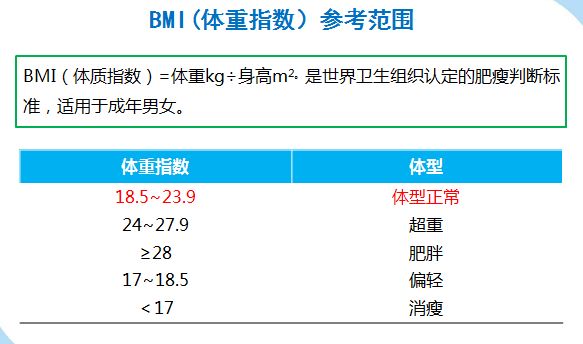 BMI(体重指数）参考范围
BMI（体质指数）=体重kg÷身高m²。是世界卫生组织认定的肥瘦判断标
准，适用于成年男女。
体重指数 体型
18.5~23.9 体型正常
24~27.9 超重
≥28 肥胖
17~18.5 偏轻
<17 消瘦